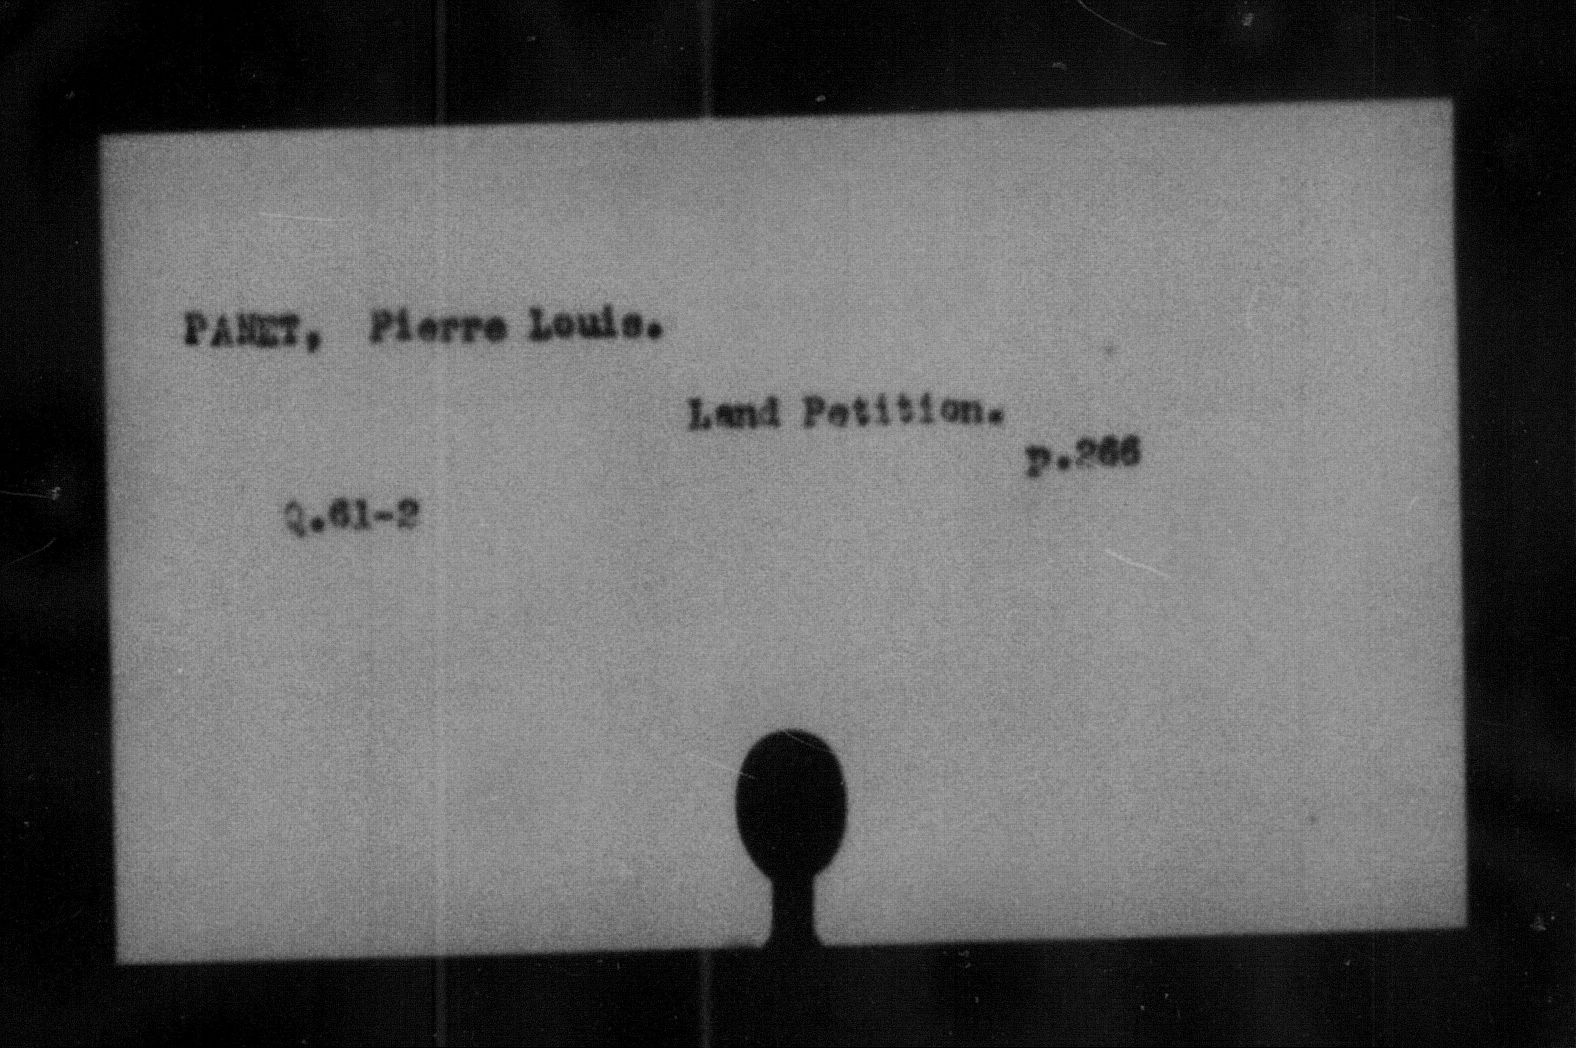 PANET, Pierre Louis.
Land Petition.
p.266
Q.61-2